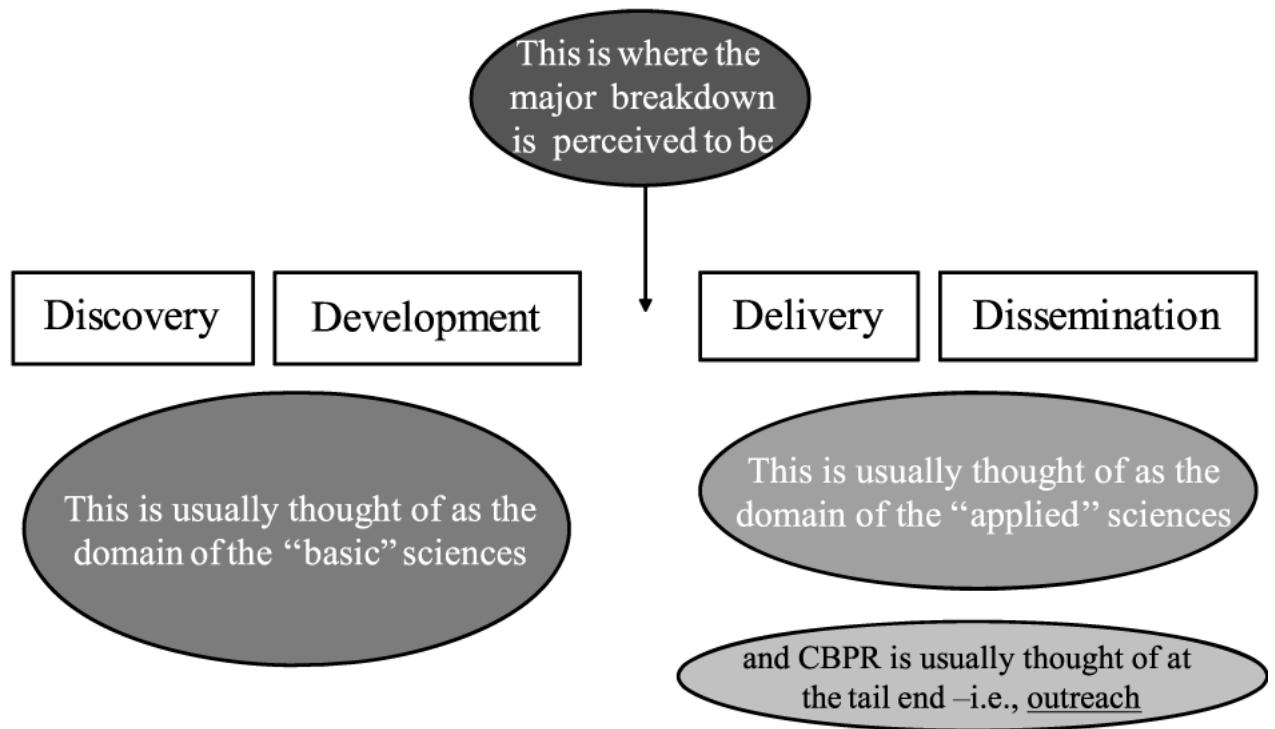 This is where the
major breakdown
is perceived to be
Discovery
Development
Delivery
Dissemination
This is usually thought of as the
domain of the “basic” sciences
This is usually thought of as the
domain of the “applied” sciences
and CBPR is usually thought of at
the tail end –i.e., outreach